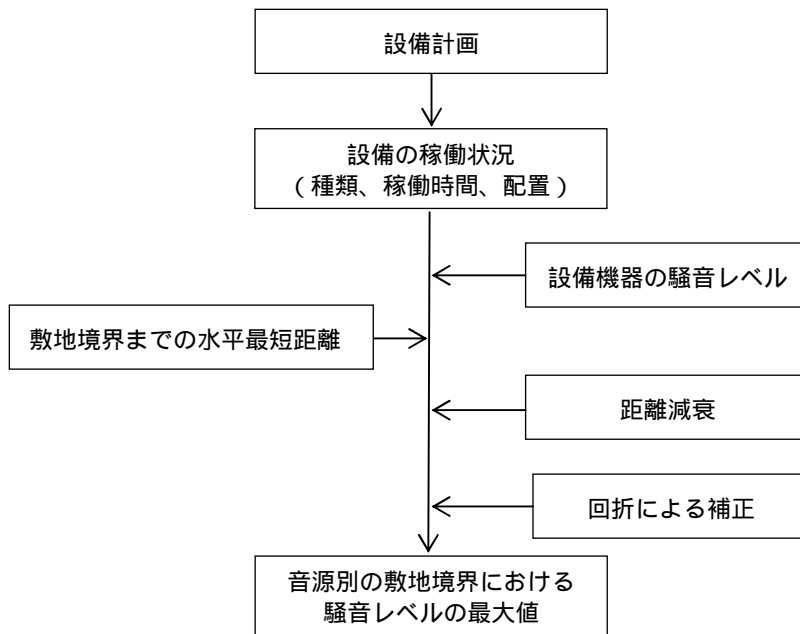 設備計画
設備の稼働状況
(種類、稼働時間、配置)
設備機器の騒音レベル
敷地境界までの水平最短距離
距離減衰
回折による補正
音源別の敷地境界における
騒音レベルの最大値